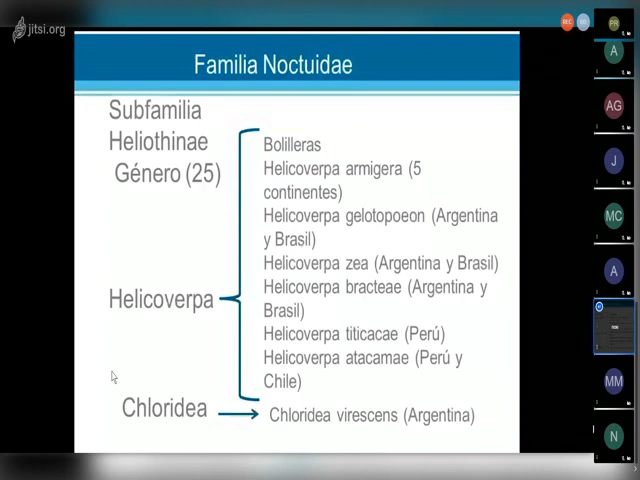 jitsi.org
REC
Familia Noctuidae
Subfamilia
Heliothinae
Género (25)
Helicoverpa
Bolilleras
Helicoverpa armigera (5
continentes)
Helicoverpa gelotopoeon (Argentina
y Brasil)
Helicoverpa zea (Argentina y Brasil)
Helicoverpa bracteae (Argentina y
Brasil)
Helicoverpa titicacae (Perú)
Helicoverpa atacamae (Perú y
Chile)
Chloridea
Chloridea virescens (Argentina)
PR
A
AG
J
MC
A
MM
N